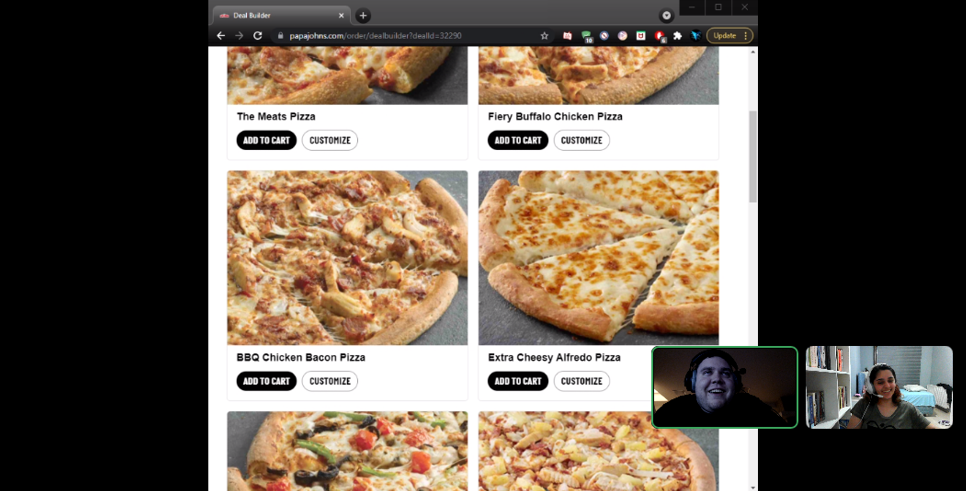 Deal Builder
papajohns.com/order/dealbuilder?dealId=32290
Update
The Meats Pizza
Fiery Buffalo Chicken Pizza
ADD TO CART
CUSTOMIZE
ADD TO CART
CUSTOMIZE
BBQ Chicken Bacon Pizza
Extra Cheesy Alfredo Pizza
ADD TO CART
CUSTOMIZE
ADD TO CART
CUSTOMIZE